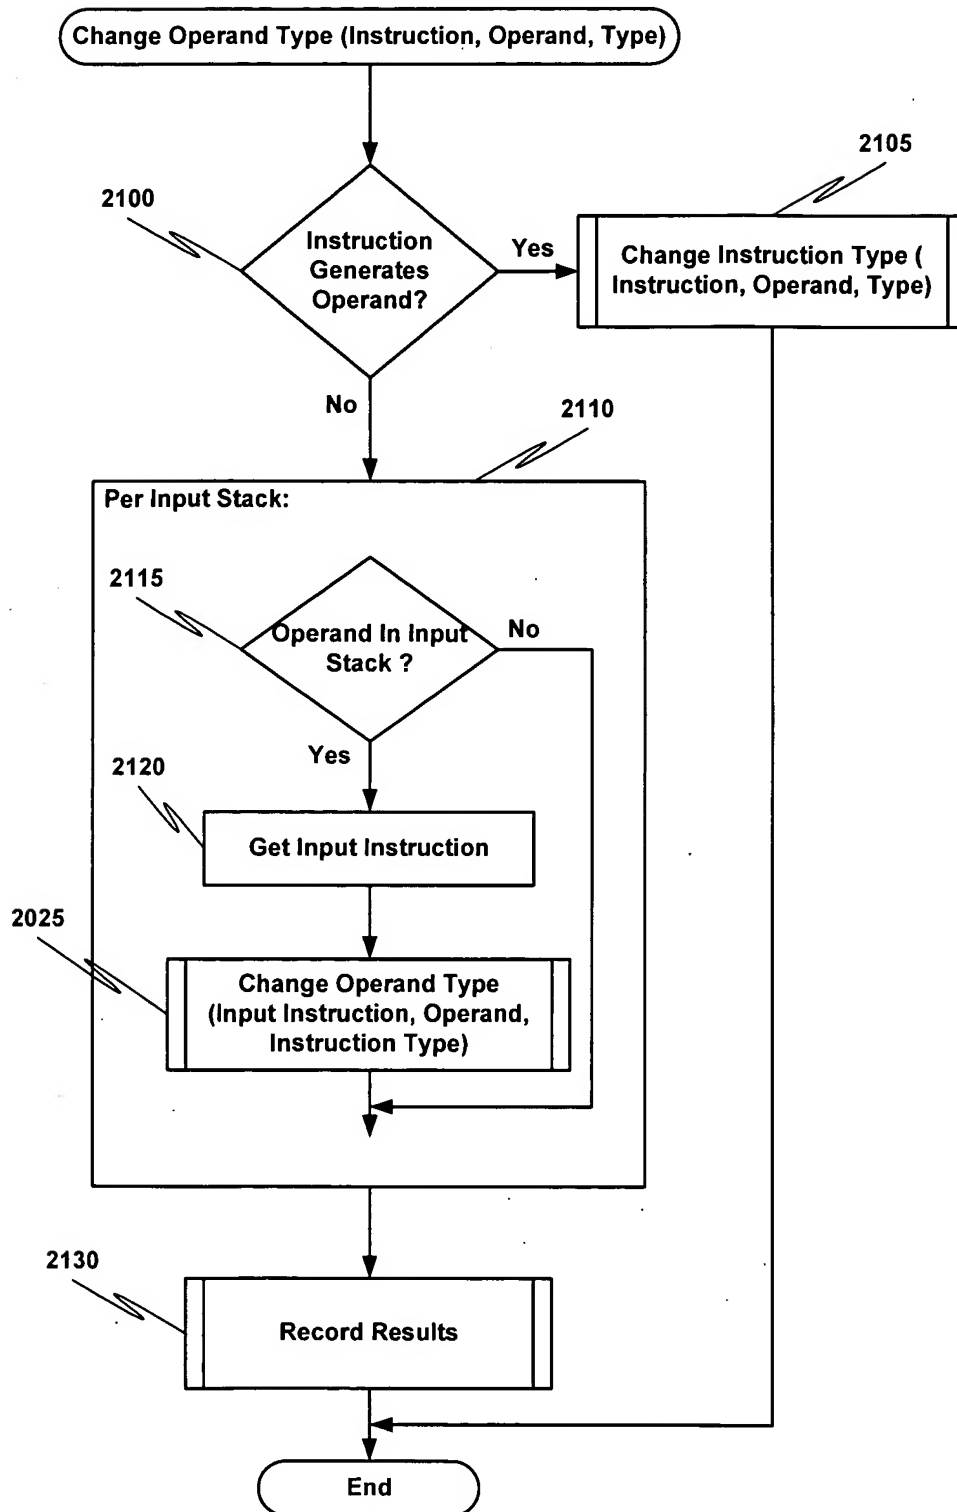 Change Operand Type (Instruction, Operand, Type)
2105
2100
Instruction
Generates
Operand?
Yes
Change Instruction Type (
Instruction, Operand, Type)
No
2110
Per Input Stack:
2115
Operand In Input
Stack ?
No
Yes
2120
Get Input Instruction
2025
Change Operand Type
(Input Instruction, Operand,
Instruction Type)
2130
Record Results
End